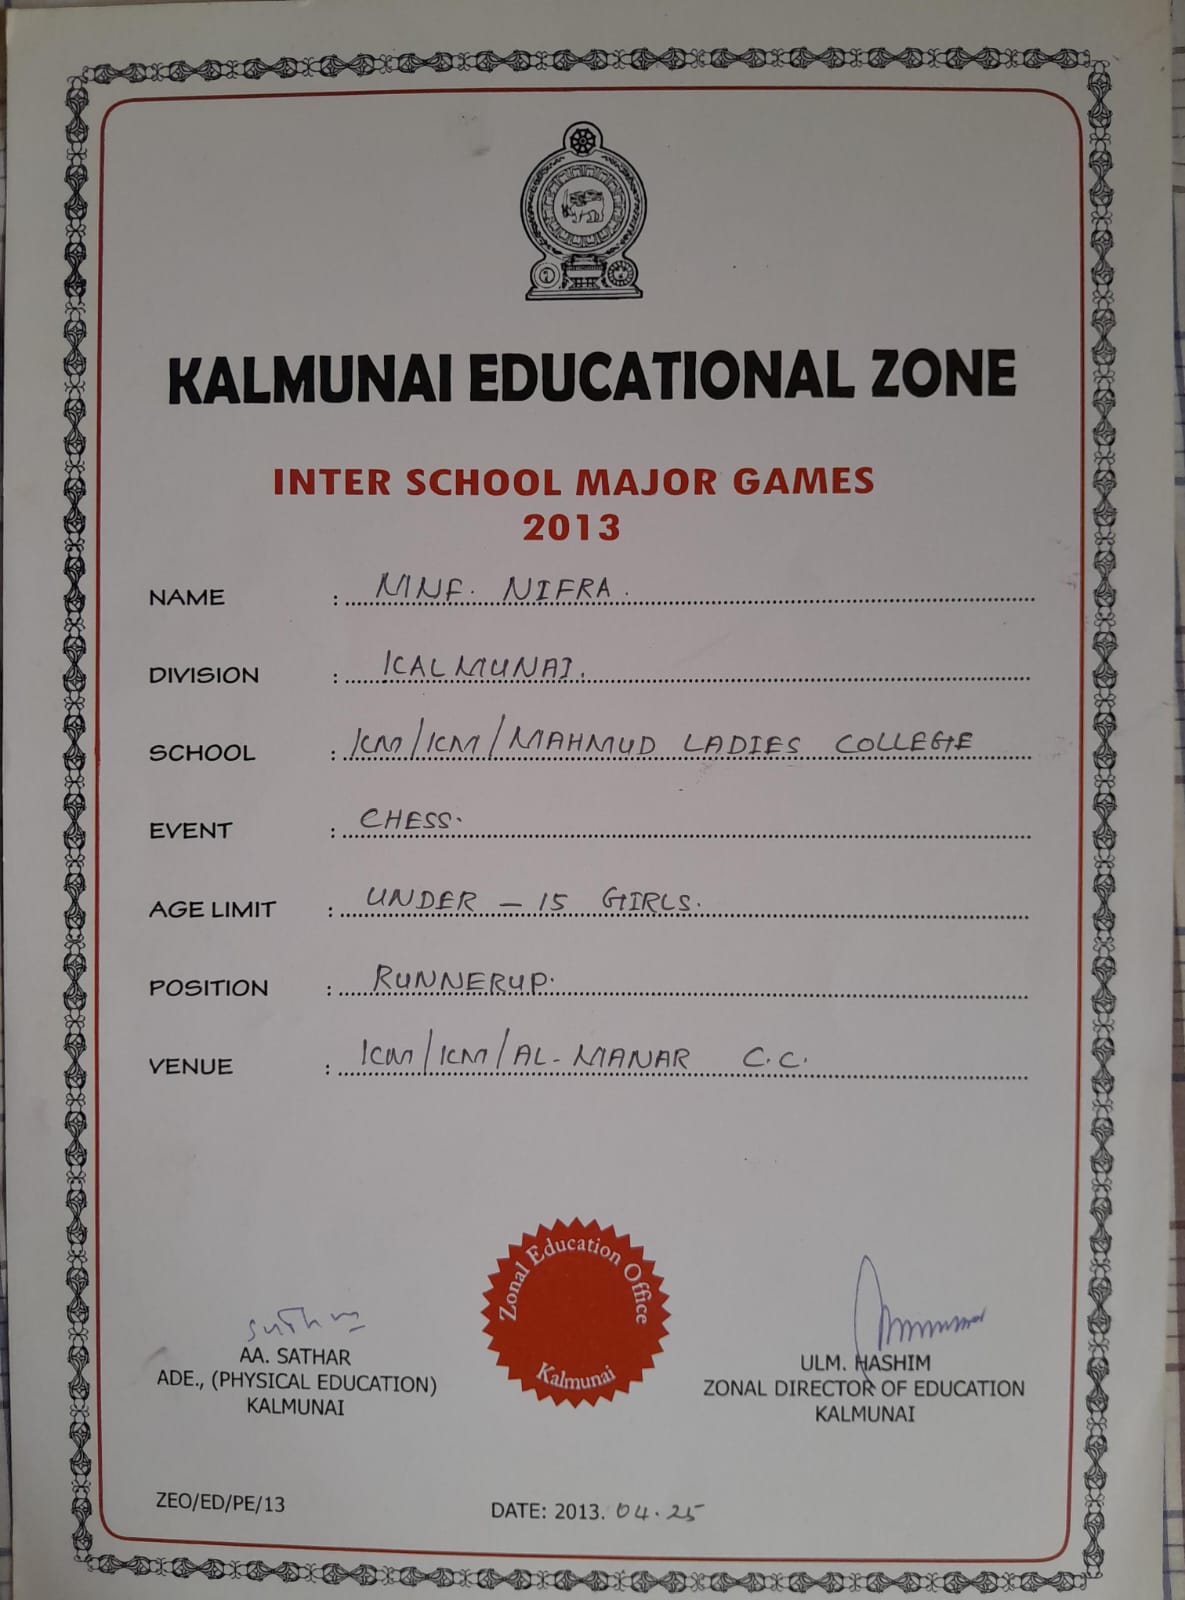 KALMUNAI EDUCATIONAL ZONE
INTER SCHOOL MAJOR GAMES
2013
NAME : MNF. NIFRA.
DIVISION : KALMUNAI.
SCHOOL : KM/KM/MAHMUD LADIES COLLEGE
EVENT : CHESS.
AGE LIMIT : UNDER - 15 GIRLS.
POSITION : RUNNERUP.
VENUE : KM/KM/AL-MANAR C.C.
Zonal Education Office
Kalmunai
AA. SATHAR
ADE., (PHYSICAL EDUCATION)
KALMUNAI
ULM. HASHIM
ZONAL DIRECTOR OF EDUCATION
KALMUNAI
ZEO/ED/PE/13
DATE: 2013. 04.25